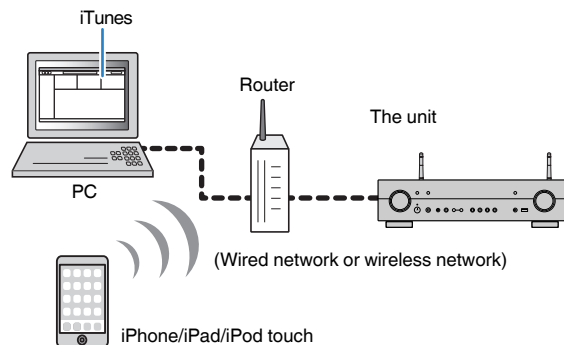 iTunes
Router
The unit
PC
(Wired network or wireless network)
iPhone/iPad/iPod touch